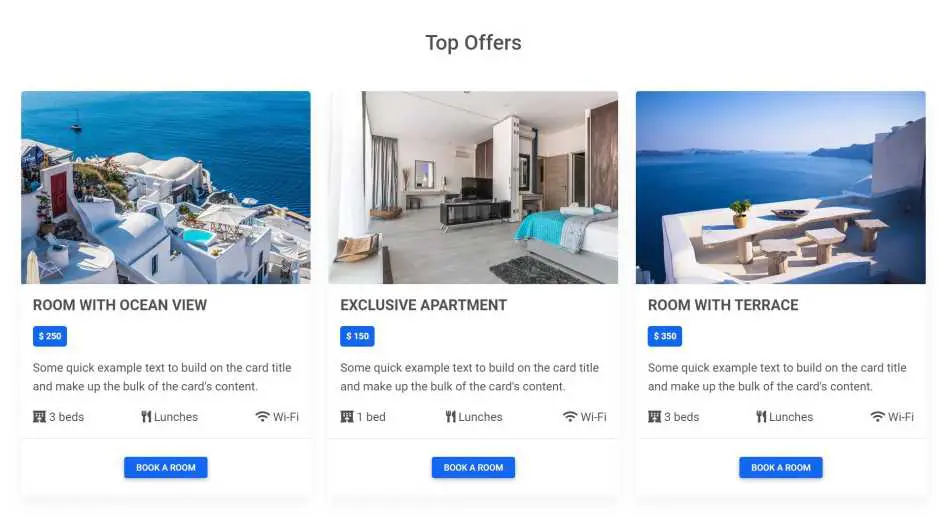 Top Offers
ROOM WITH OCEAN VIEW
$ 250
Some quick example text to build on the card title
and make up the bulk of the card's content.
3 beds
Lunches
Wi-Fi
BOOK A ROOM
EXCLUSIVE APARTMENT
$ 150
Some quick example text to build on the card title
and make up the bulk of the card's content.
1 bed
Lunches
Wi-Fi
BOOK A ROOM
ROOM WITH TERRACE
$ 350
Some quick example text to build on the card title
and make up the bulk of the card's content.
3 beds
Lunches
Wi-Fi
BOOK A ROOM